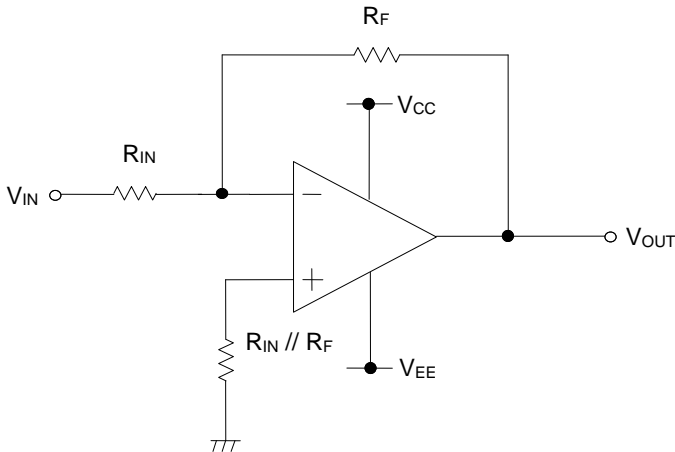 RF
VCC
RIN
VIN
−
VOUT
+
RIN // RF
VEE